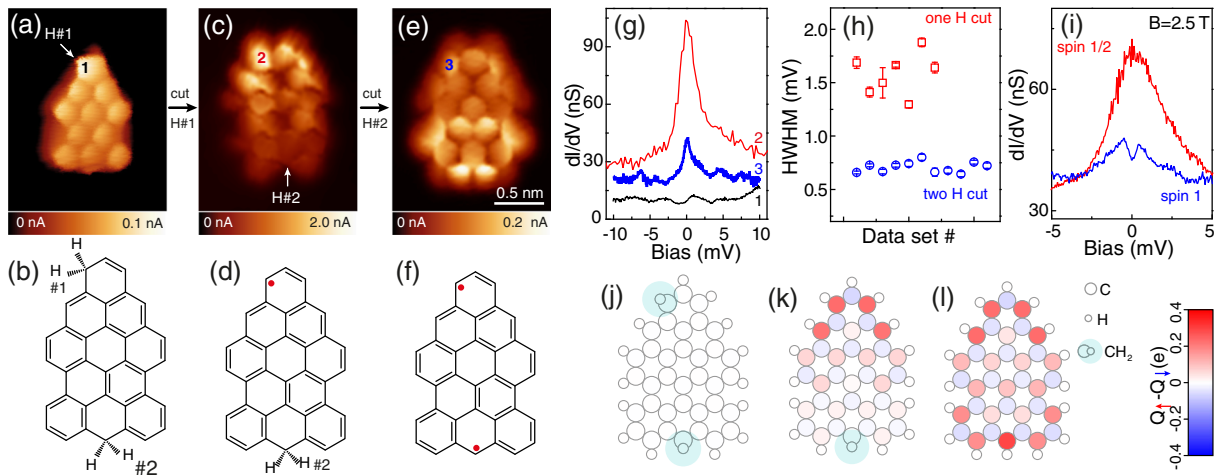 (a)
H#1
1
0 nA 0.1 nA
cut
H#1
(c)
2
H#2
0 nA 2.0 nA
cut
H#2
(e)
3
0.5 nm
0 nA 0.2 nA
(g)
dI/dV (nS)
90
60
30
0
2
3
1
-10 -5 0 5 10
Bias (mV)
(h)
one H cut
HWHM (mV)
2.0
1.5
1.0
0.5
two H cut
Data set #
(i)
B=2.5 T
spin 1/2
dI/dV (nS)
60
30
spin 1
-5 0 5
Bias (mV)
(b)
H
H
#1
H H
#2
(d)
H H #2
(f)
(j)
(k)
(l)
C
H
CH2
0.4
0.2
0
-0.2
-0.4
Q -Q (e)